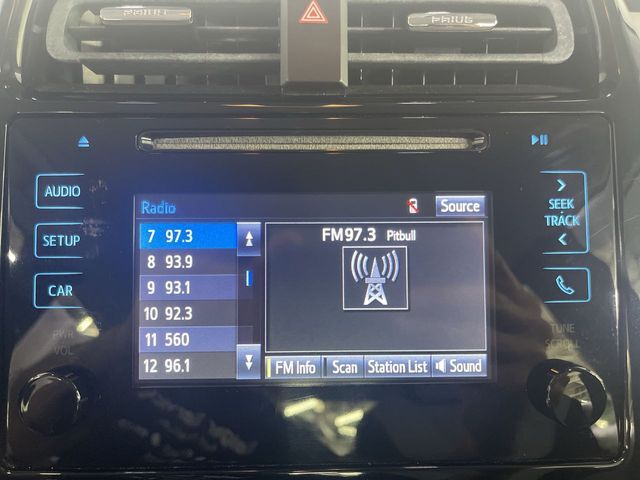 PRIUS PRIUS
AUDIO
SETUP
CAR
PWR
VOL
SEEK
TRACK
TUNE
SCROLL
Radio Source
7 97.3
8 93.9
9 93.1
10 92.3
11 560
12 96.1
FM97.3 Pitbull
FM Info Scan Station List Sound